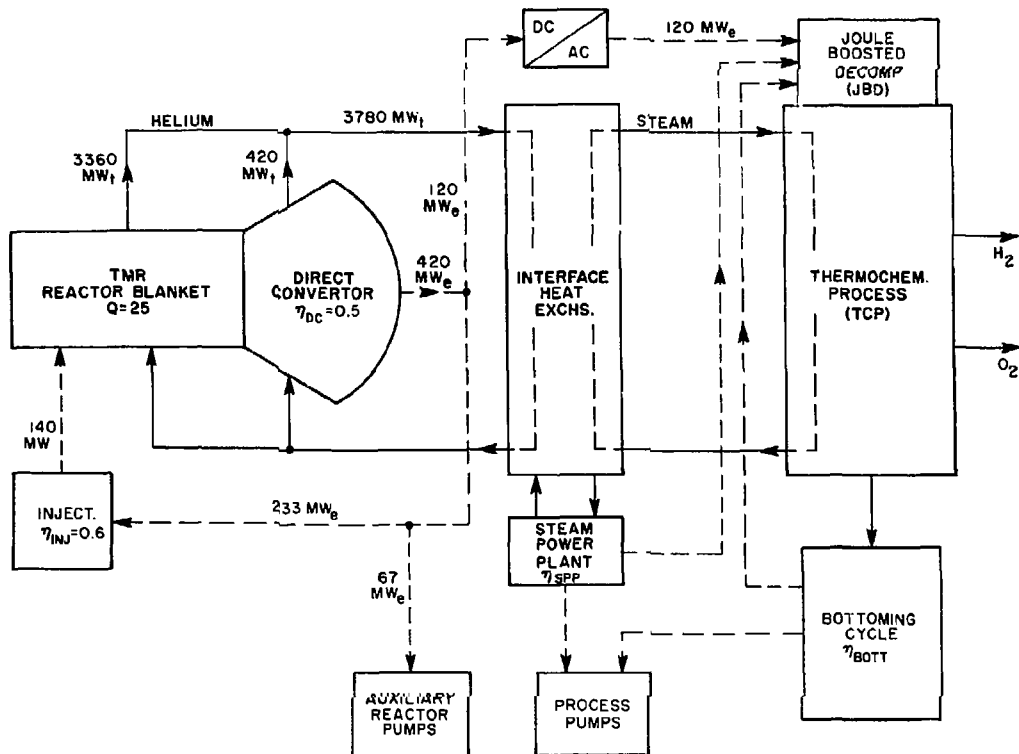 DC
AC
120 MWe
JOULE
BOOSTED
DECOMP
(JBD)
HELIUM
3780 MWt
STEAM
3360
MWt
420
MWt
120
MWe
420
MWe
TMR
REACTOR BLANKET
Q=25
DIRECT
CONVERTOR
ηDC=0.5
INTERFACE
HEAT
EXCHS.
THERMOCHEM.
PROCESS
(TCP)
H2
O2
140
MW
INJECT.
ηINJ=0.6
233 MWe
67
MWe
STEAM
POWER
PLANT
ηSPP
BOTTOMING
CYCLE
ηBOTT
AUXILIARY
REACTOR
PUMPS
PROCESS
PUMPS